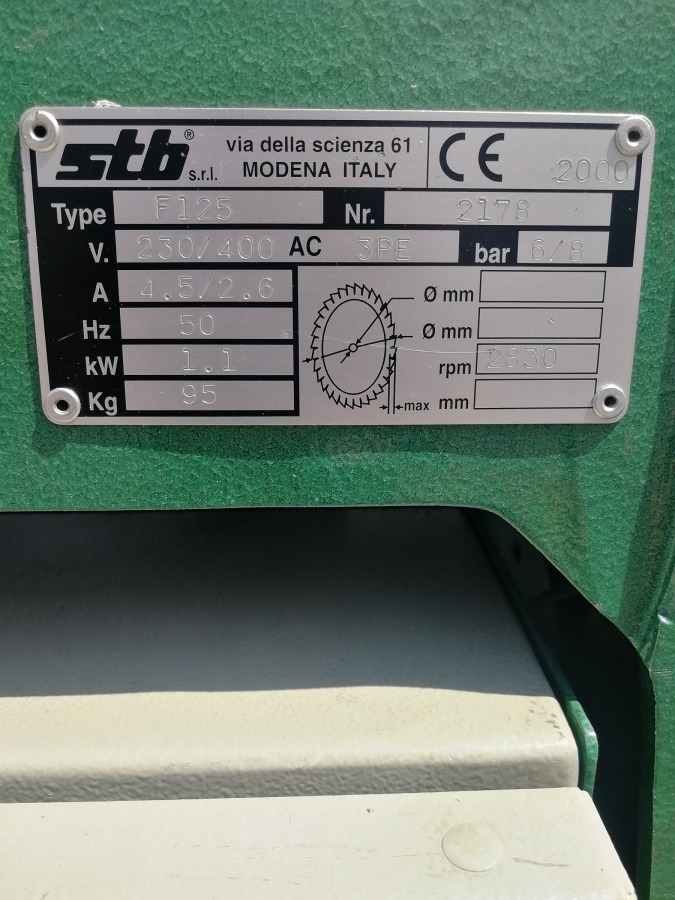 stb® s.r.l. via della scienza 61
MODENA ITALY
CE 2000
Type F125 Nr. 2178
V. 230/400 AC 3PE bar 6/8
A 4.5/2.6
Hz 50
kW 1.1
Kg 95
Ø mm
Ø mm
rpm 2830
max mm